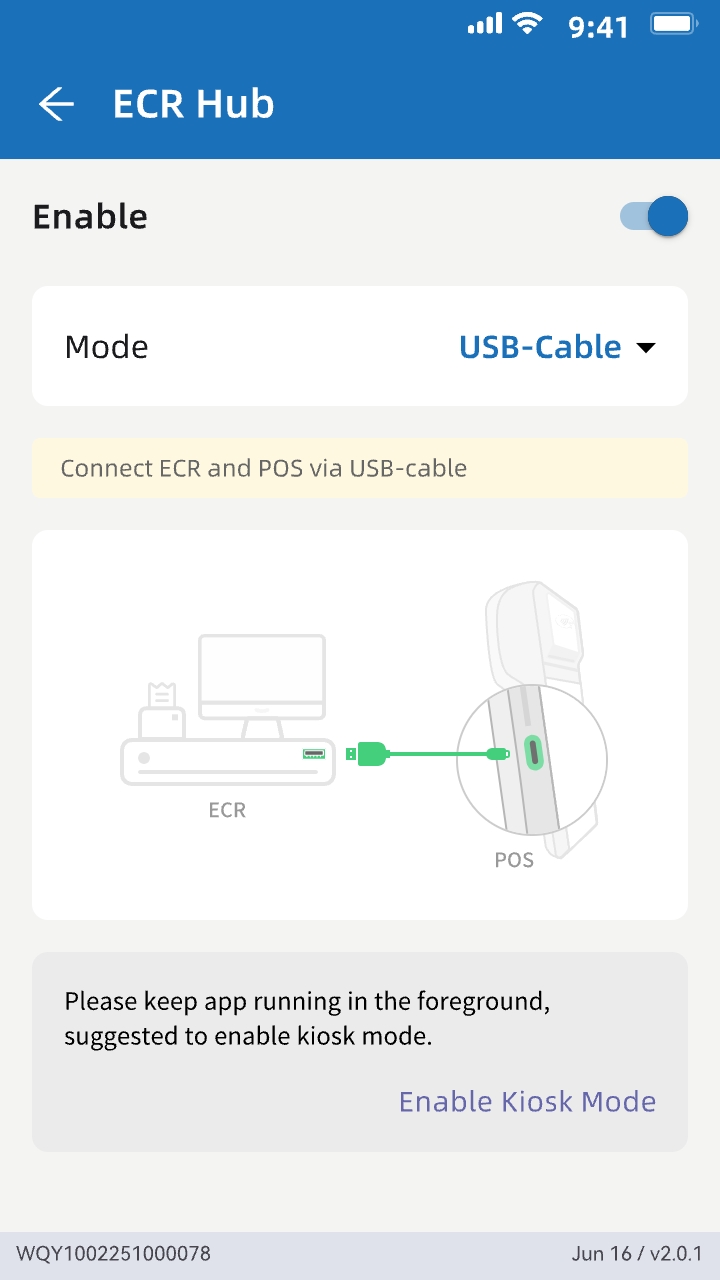 9:41
ECR Hub
Enable
Mode
USB-Cable
Connect ECR and POS via USB-cable
ECR
POS
Please keep app running in the foreground,
suggested to enable kiosk mode.
Enable Kiosk Mode
WQY1002251000078
Jun 16 / v2.0.1